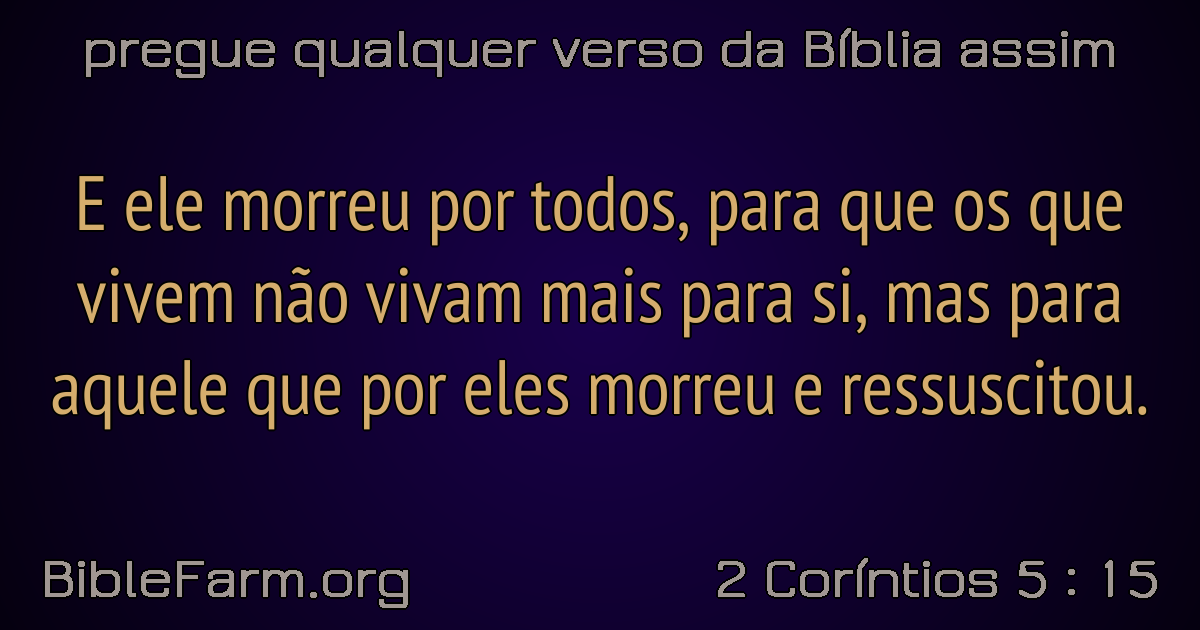 pregue qualquer verso da Bíblia assim
E ele morreu por todos, para que os que
vivem não vivam mais para si, mas para
aquele que por eles morreu e ressuscitou.
BibleFarm.org
2 Coríntios 5 : 15